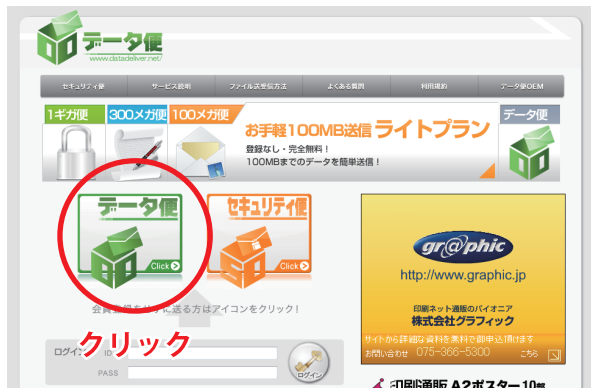 データ便
www.datadeliver.net/
セキュリティ便 サービス説明 ファイル送受信方法 よくある質問 利用規約 データ便OEM
1ギガ便 300メガ便 100メガ便
お手軽100MB送信 ライトプラン
登録なし・完全無料！
100MBまでのデータを簡単送信！
データ便
データ便
Click
セキュリティ便
Click
会員登録をせずに送る方はアイコンをクリック！
クリック
ログイン ID
PASS
ログイン
gr@phic
http://www.graphic.jp
印刷ネット通販のパイオニア
株式会社グラフィック
サイトから詳細な資料を無料で御申込頂けます
お問い合わせ 075-366-5300 こちら
印刷通販 A2ポスター10部